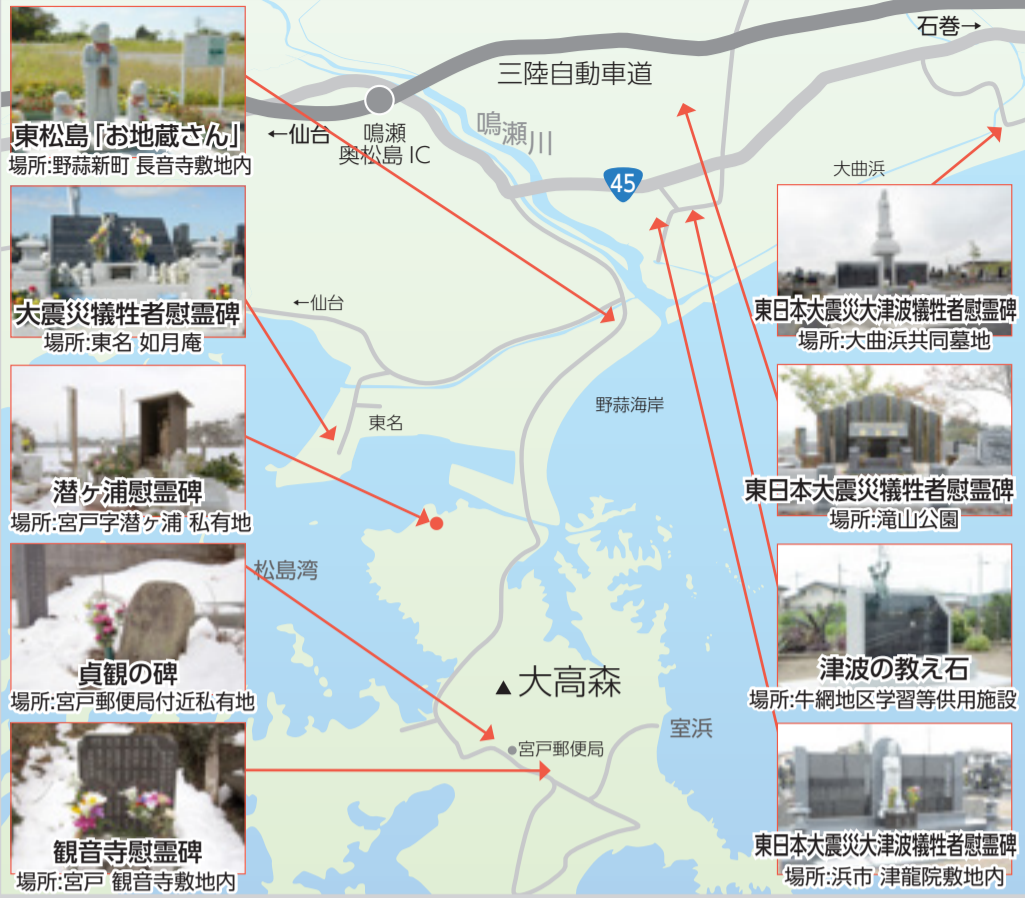 東松島「お地蔵さん」
場所:野蒜新町 長音寺敷地内
大震災犠牲者慰霊碑
場所:東名 如月庵
潜ヶ浦慰霊碑
場所:宮戸字潜ヶ浦 私有地
貞観の碑
場所:宮戸郵便局付近私有地
観音寺慰霊碑
場所:宮戸 観音寺敷地内
石巻→
三陸自動車道
←仙台
鳴瀬
奥松島 IC
鳴瀬川
45
大曲浜
←仙台
東名
野蒜海岸
松島湾
▲大高森
室浜
宮戸郵便局
東日本大震災大津波犠牲者慰霊碑
場所:大曲浜共同墓地
東日本大震災犠牲者慰霊碑
場所:滝山公園
津波の教え石
場所:牛網地区学習等供用施設
東日本大震災大津波犠牲者慰霊碑
場所:浜市 津龍院敷地内